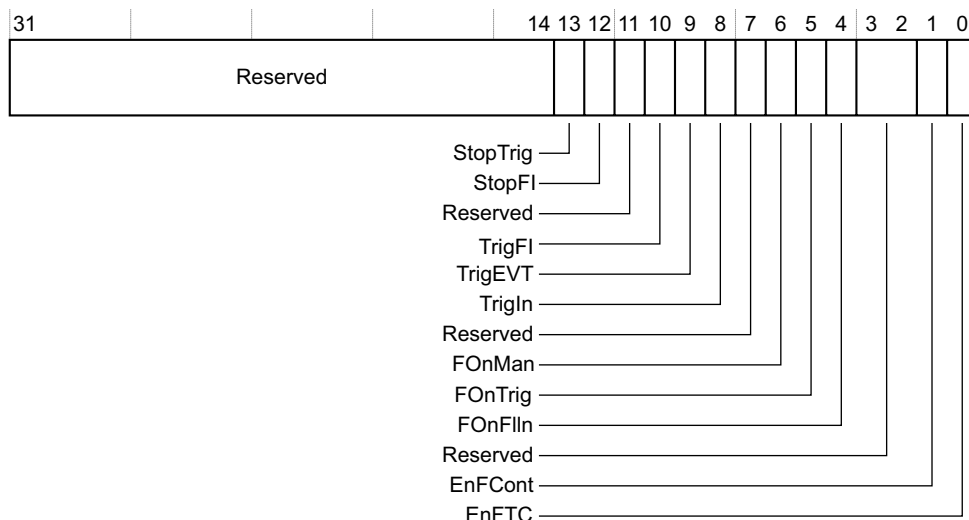 31 14 13 12 11 10 9 8 7 6 5 4 3 2 1 0
Reserved
StopTrig
StopFl
Reserved
TrigFl
TrigEVT
TrigIn
Reserved
FOnMan
FOnTrig
FOnFlIn
Reserved
EnFCont
EnFTC